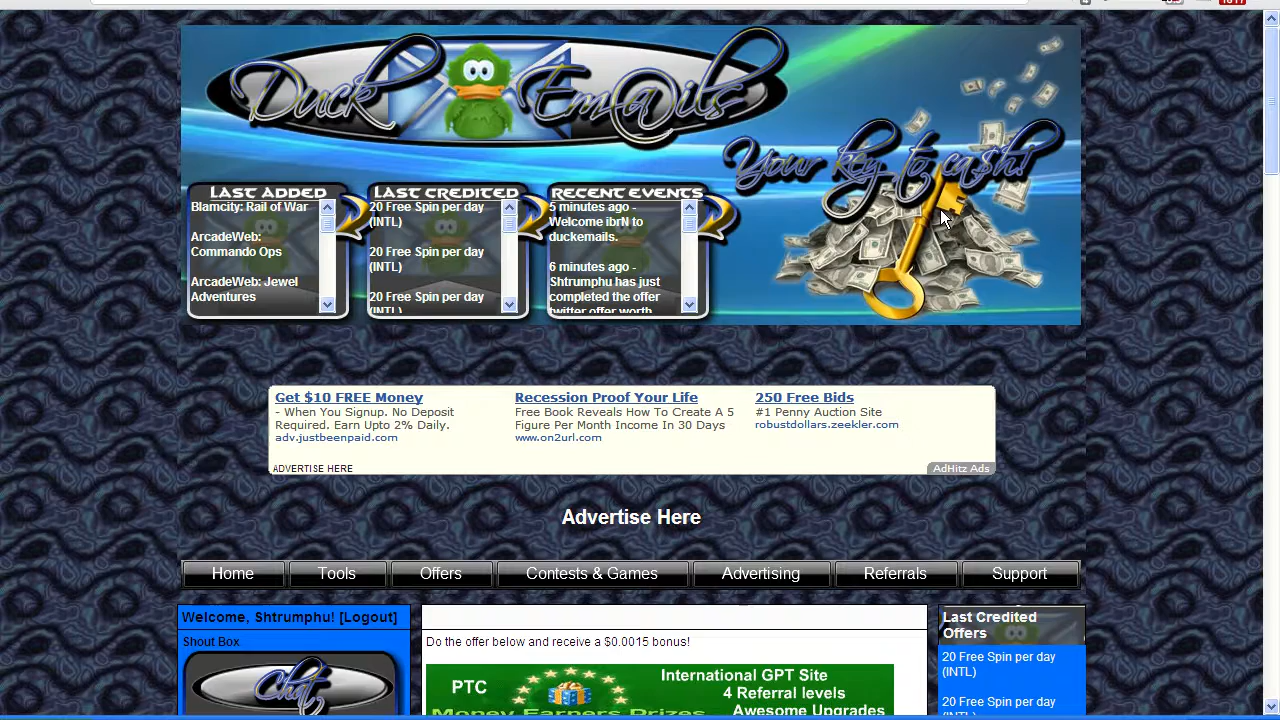 Duck Em@ils
Your key to ca$h!
LAST ADDED
Blamcity: Rail of War
ArcadeWeb:
Commando Ops
ArcadeWeb: Jewel
Adventures
LAST CREDITED
20 Free Spin per day
(INTL)
20 Free Spin per day
(INTL)
20 Free Spin per day
(INTL)
RECENT EVENTS
5 minutes ago -
Welcome ibrN to
duckemails.
6 minutes ago -
Shtrumphu has just
completed the offer
twitter offer worth
Get $10 FREE Money
- When You Signup. No Deposit
Required. Earn Upto 2% Daily.
adv.justbeenpaid.com
Recession Proof Your Life
Free Book Reveals How To Create A 5
Figure Per Month Income In 30 Days
www.on2url.com
250 Free Bids
#1 Penny Auction Site
robustdollars.zeekler.com
ADVERTISE HERE
AdHitz Ads
Advertise Here
Home Tools Offers Contests & Games Advertising Referrals Support
Welcome, Shtrumphu! [Logout]
Shout Box
Chat
Do the offer below and receive a $0.0015 bonus!
PTC
International GPT Site
4 Referral levels
Awesome Upgrades
Money Earners Prizes
Last Credited
Offers
20 Free Spin per day
(INTL)
20 Free Spin per day
(INTL)